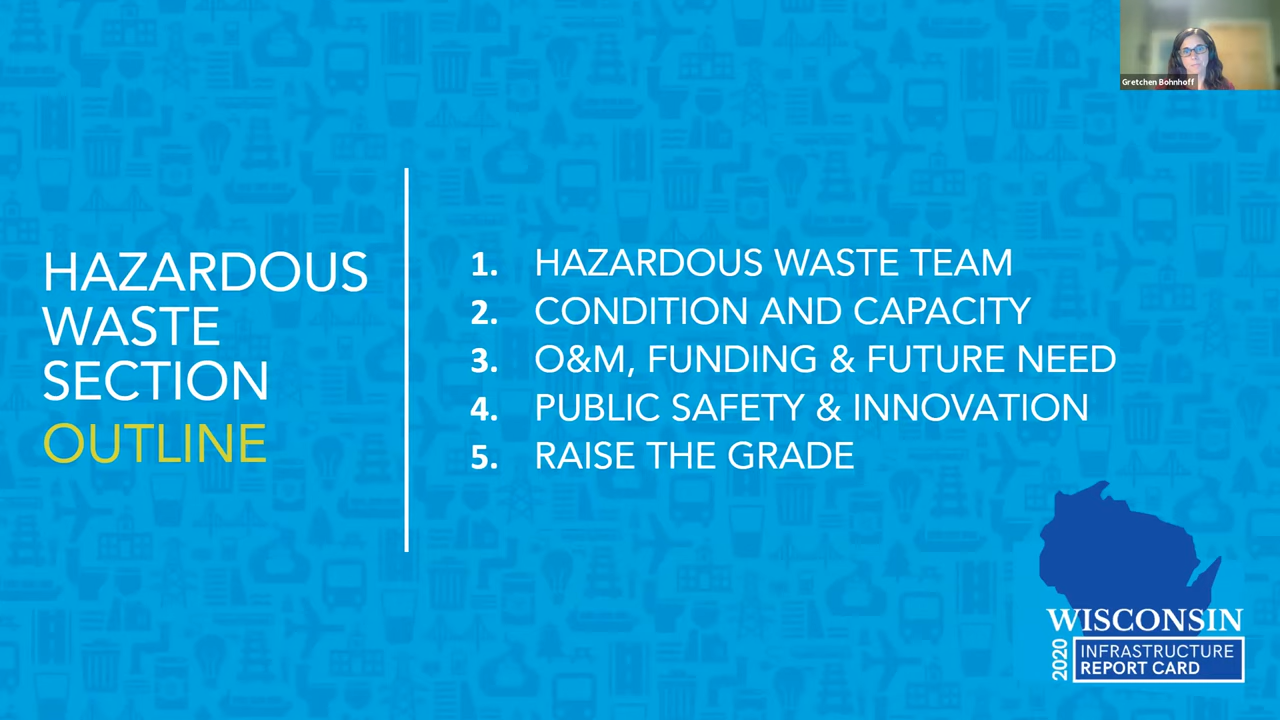 Gretchen Bohnhoff
HAZARDOUS
WASTE
SECTION
OUTLINE
1. HAZARDOUS WASTE TEAM
2. CONDITION AND CAPACITY
3. O&M, FUNDING & FUTURE NEED
4. PUBLIC SAFETY & INNOVATION
5. RAISE THE GRADE
WISCONSIN
2020
INFRASTRUCTURE
REPORT CARD